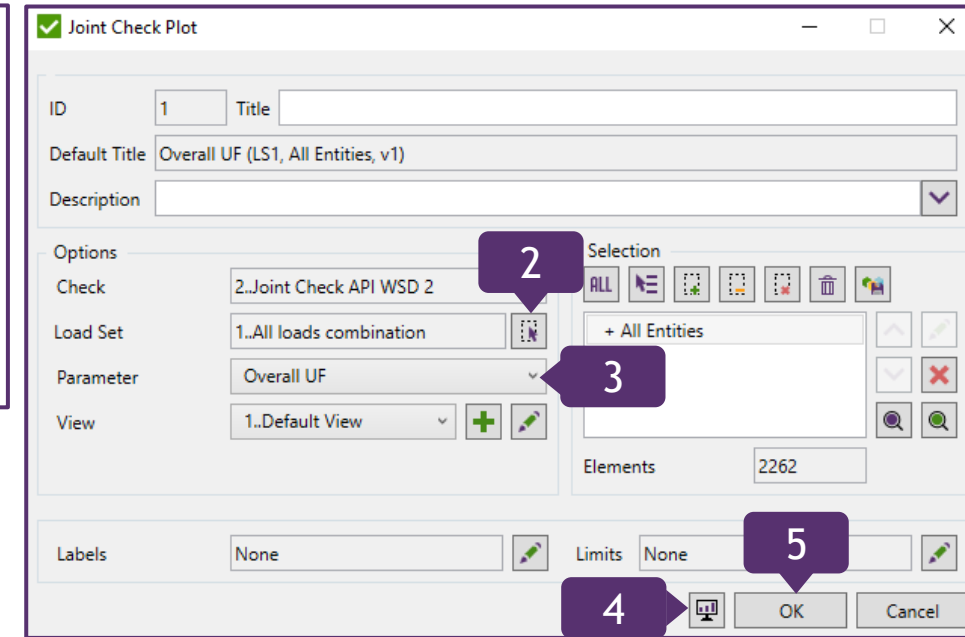 Joint Check Plot
ID 1 Title
Default Title Overall UF (LS1, All Entities, v1)
Description
Options
Check 2..Joint Check API WSD 2
Load Set 1..All loads combination
Parameter Overall UF
View 1..Default View
2
3
Selection
ALL
+ All Entities
Elements 2262
Labels None
Limits None
5
4
OK Cancel